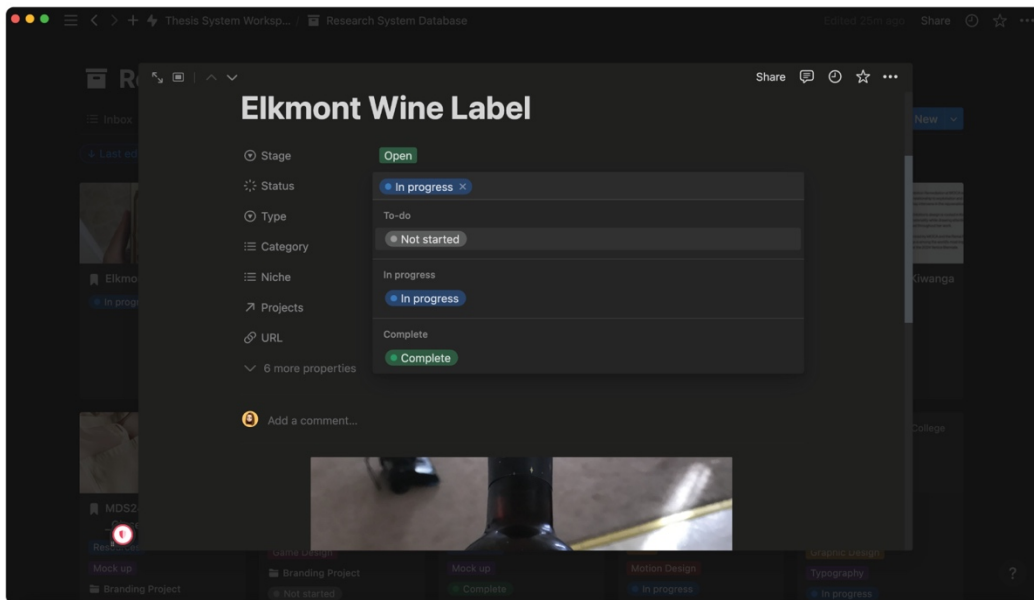 Thesis System Worksp... / Research System Database
Edited 25m ago Share
Share
R
Elkmont Wine Label
Inbox
New
Last ed
Stage Open
Status In progress ×
Type
To-do
Category
Not started
Niche
In progress
Elkmo
Kiwanga
In progress
In prog
Projects
URL
Complete
Complete
6 more properties
Add a comment...
College
MDS2
Game Design
Graphic Design
Mock up
Branding Project
Mock up
Motion Design
Typography
Branding Project
Not started
Complete
In progress
In progress
?